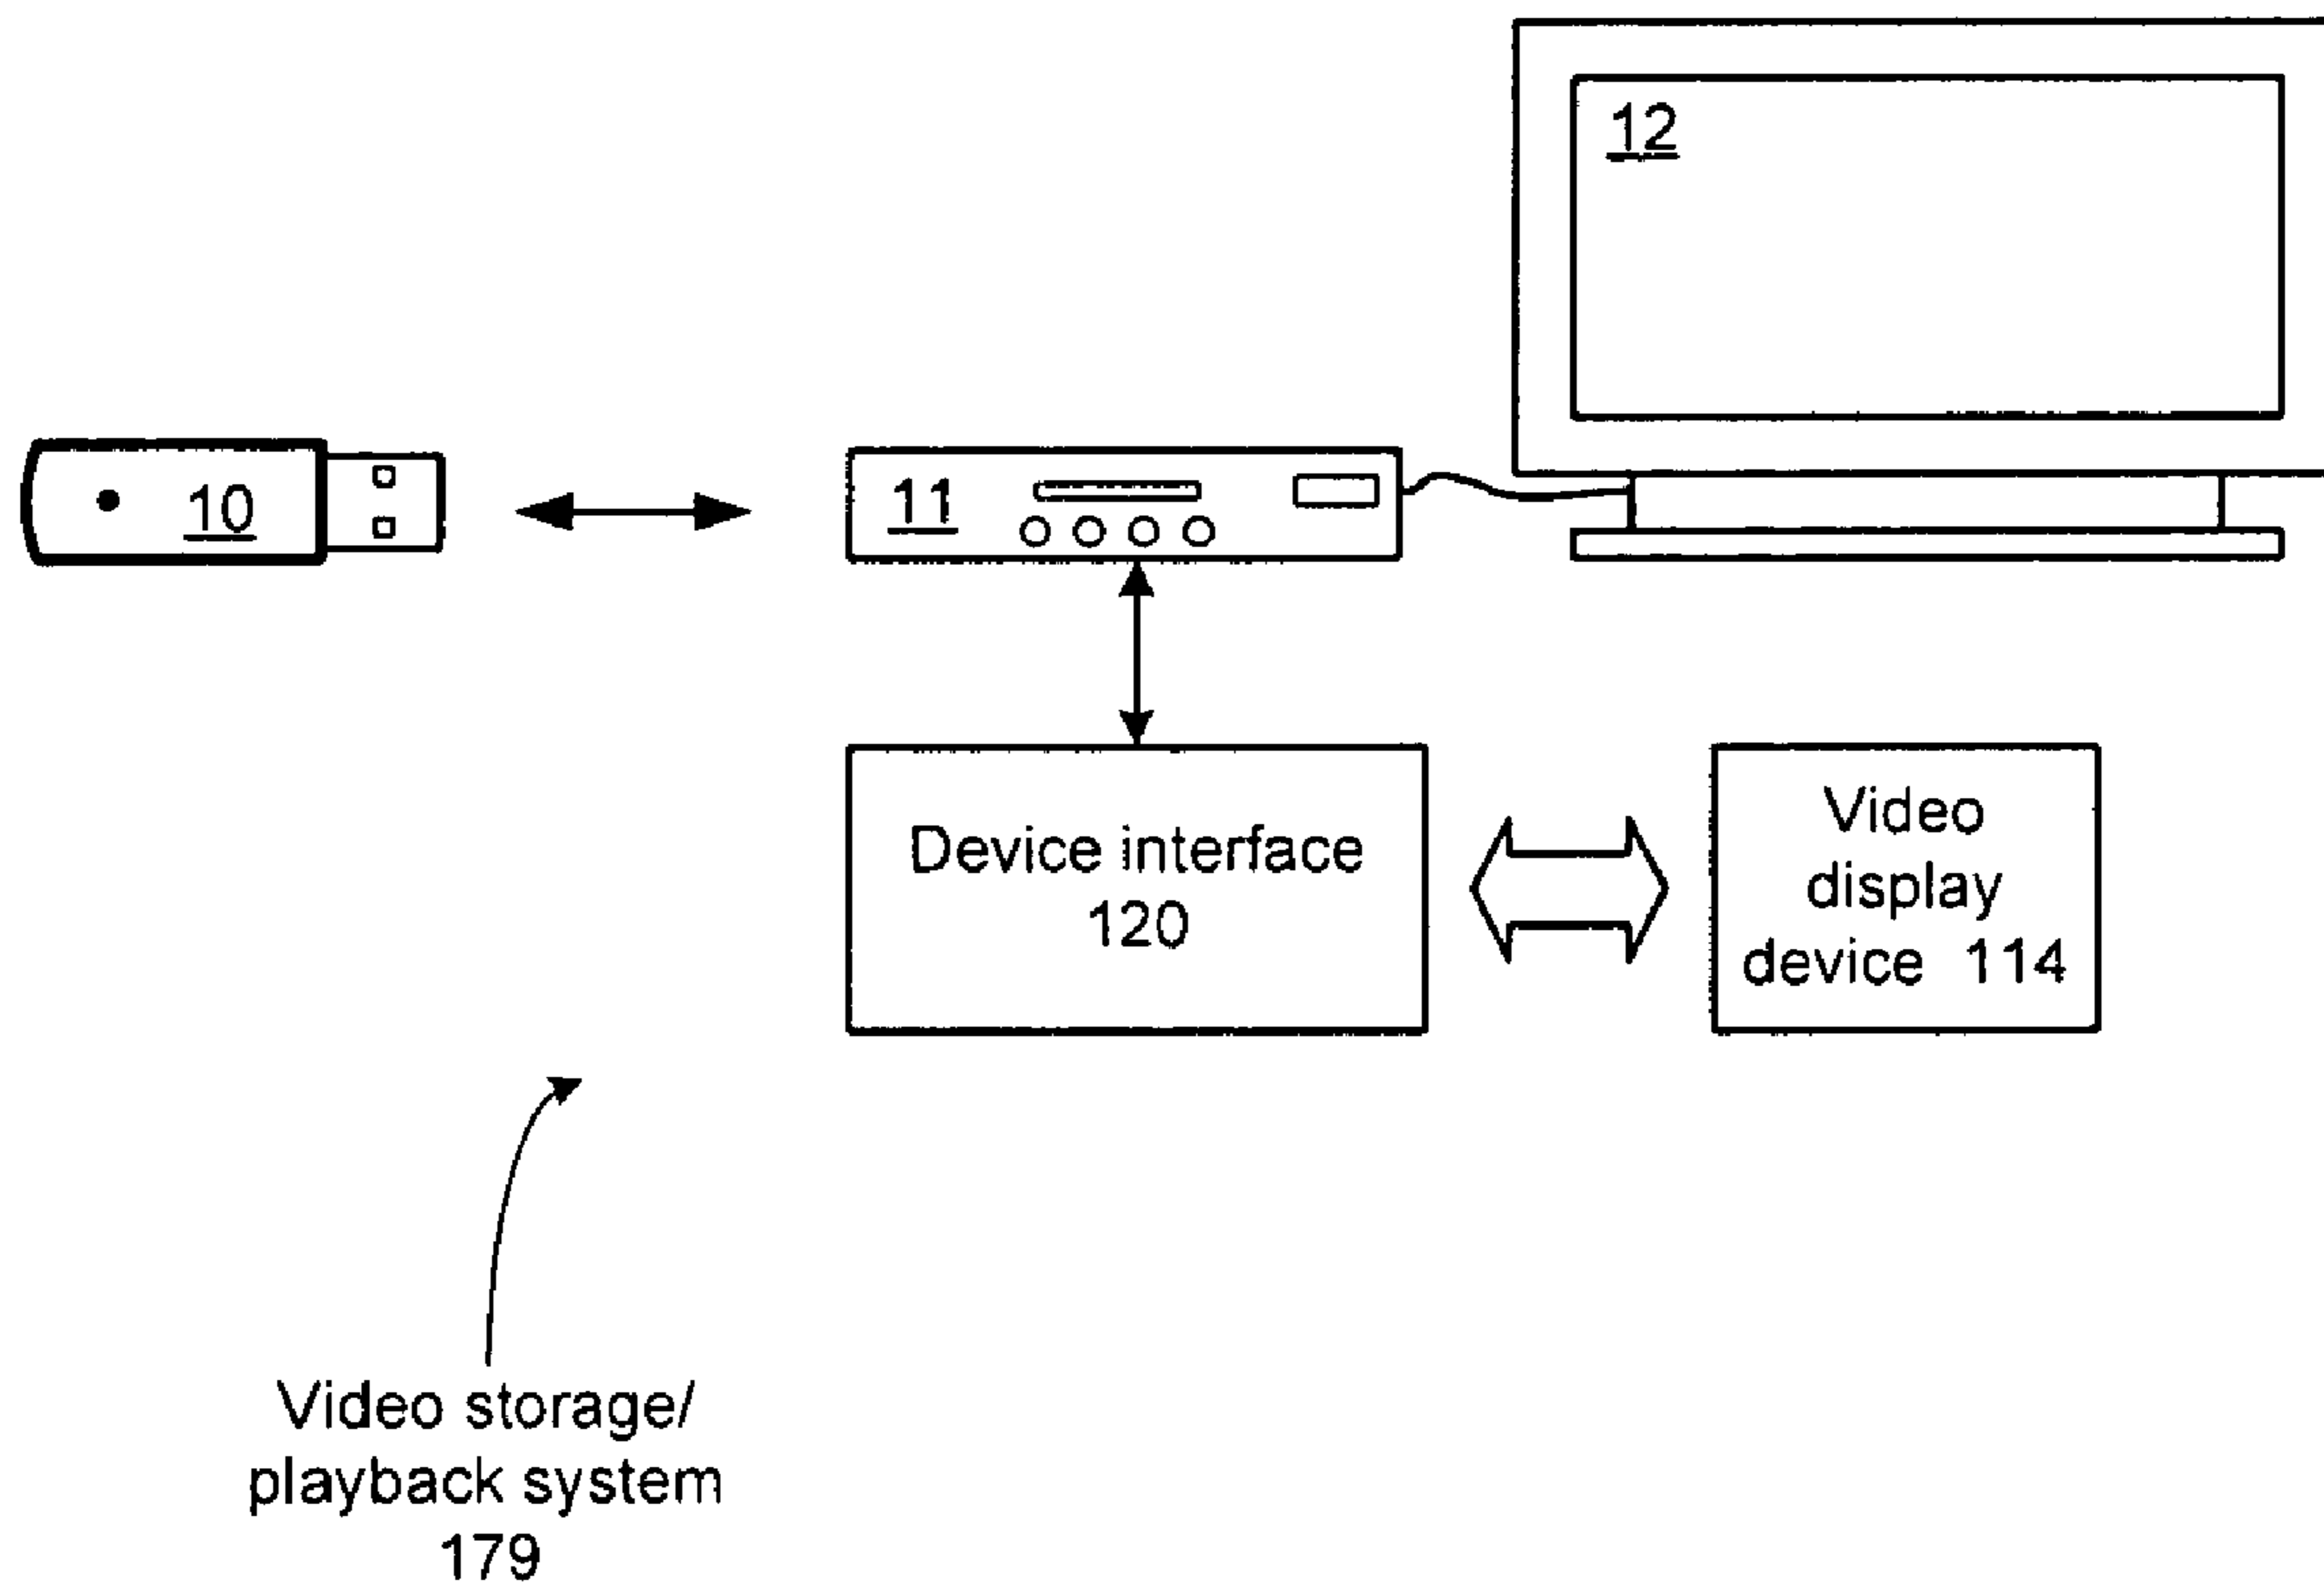 12
10
11
Device interface
120
Video
display
device 114
Video storage/
playback system
179